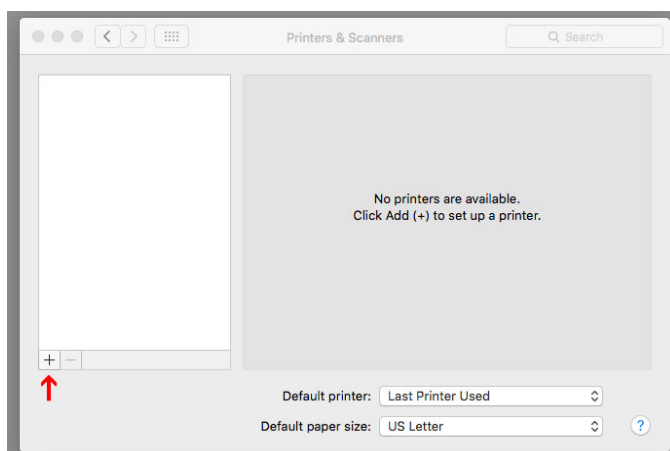 Printers & Scanners
Search
No printers are available.
Click Add (+) to set up a printer.
+ −
Default printer: Last Printer Used
Default paper size: US Letter
?